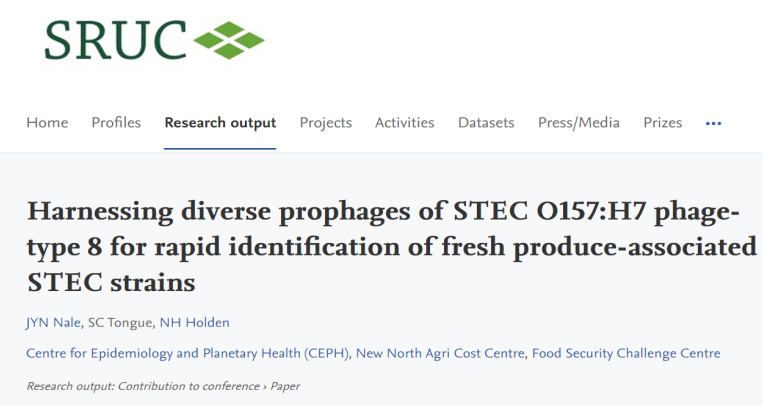 SRUC
Home Profiles Research output Projects Activities Datasets Press/Media Prizes •••
Harnessing diverse prophages of STEC O157:H7 phage-
type 8 for rapid identification of fresh produce-associated
STEC strains
JYN Nale, SC Tongue, NH Holden
Centre for Epidemiology and Planetary Health (CEPH), New North Agri Cost Centre, Food Security Challenge Centre
Research output: Contribution to conference › Paper